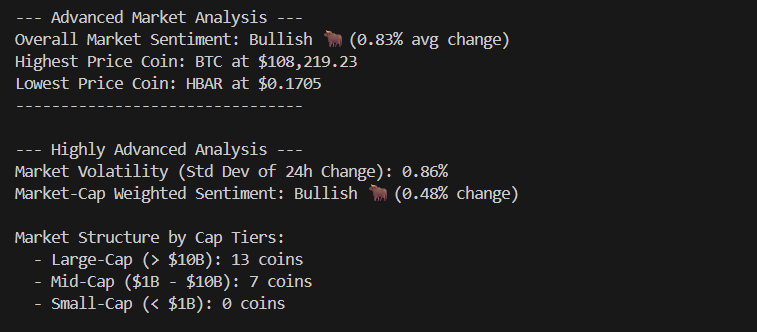 --- Advanced Market Analysis ---
Overall Market Sentiment: Bullish 🐂 (0.83% avg change)
Highest Price Coin: BTC at $108,219.23
Lowest Price Coin: HBAR at $0.1705
--------------------------------
--- Highly Advanced Analysis ---
Market Volatility (Std Dev of 24h Change): 0.86%
Market-Cap Weighted Sentiment: Bullish 🐂 (0.48% change)
Market Structure by Cap Tiers:
- Large-Cap (> $10B): 13 coins
- Mid-Cap ($1B - $10B): 7 coins
- Small-Cap (< $1B): 0 coins